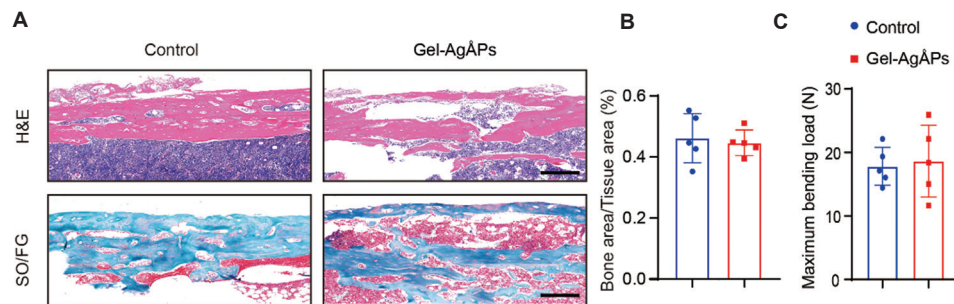 A
Control
Gel-AgÅPs
H&E
SO/FG
B
Bone area/Tissue area (%)
0.6
0.4
0.2
0.0
C
Control
Gel-AgÅPs
Maximum bending load (N)
30
20
10
0